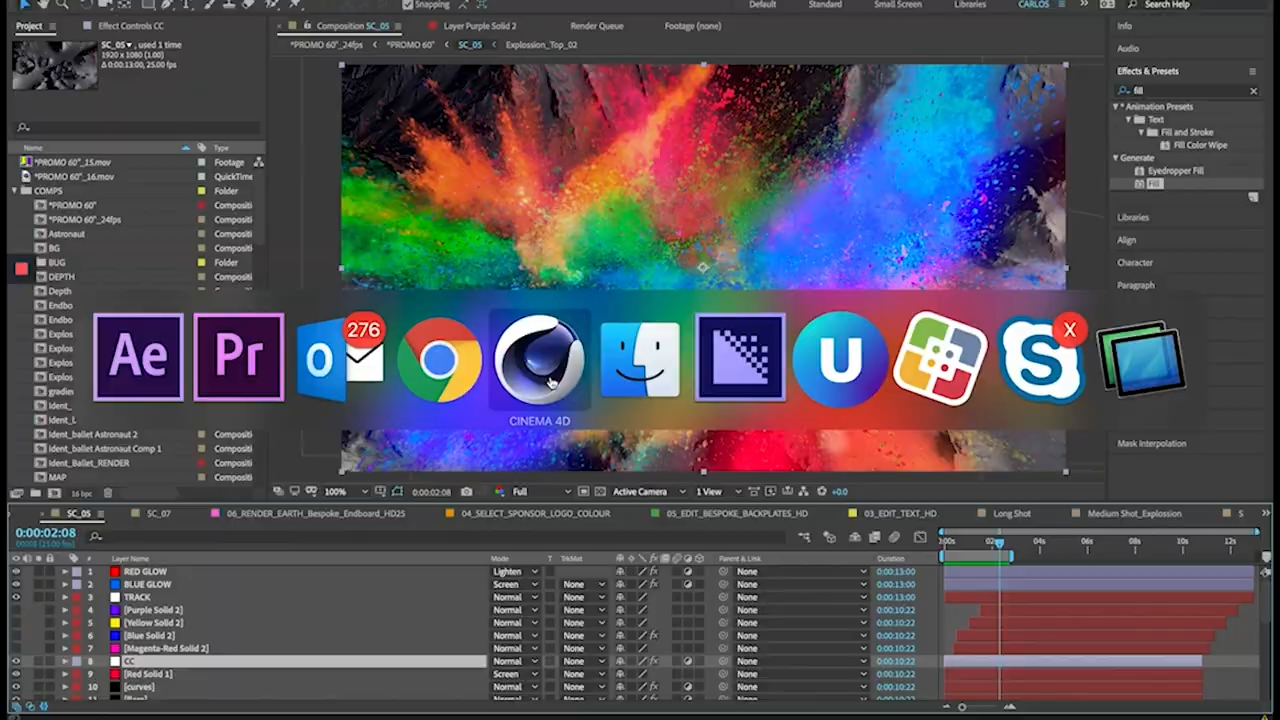 Snapping
Default
Standard
Small Screen
Libraries
CARLOS
Search Help
Project
Effect Controls CC
Composition SC_05
Layer Purple Solid 2
Render Queue
Footage (none)
Info
SC_05, used 1 time
1920 x 1080 (1.00)
Δ 0:00:13:00, 25.00 fps
*PROMO 60"_24fps
*PROMO 60"
SC_05
Explosion_Top_02
Audio
Effects & Presets
fill
* Animation Presets
Text
Fill and Stroke
Fill Color Wipe
Generate
Eyedropper Fill
Fill
Libraries
Align
Character
Paragraph
Mask Interpolation
Name
Type
*PROMO 60"_15.mov
Footage
*PROMO 60"_16.mov
QuickTime
COMPS
Folder
*PROMO 60"
Compositi
*PROMO 60"_24fps
Compositi
Astronaut
Compositi
BG
Compositi
BUG
Folder
DEPTH
Compositi
Depth
Compositi
Endbo
Endbo
Explos
Explos
Explos
Explos
gradien
Ident_
Ident_L
Ident_ballet Astronaut 2
Compositi
Ident_ballet Astronaut Comp 1
Compositi
Ident_Ballet_RENDER
Compositi
MAP
Compositi
16 bpc
Ae
Pr
O
276
U
S
X
CINEMA 4D
100%
0:00:02:08
Full
Active Camera
1 View
+0.0
SC_05
SC_07
06_RENDER_EARTH_Bespoke_Endboard_HD25
04_SELECT_SPONSOR_LOGO_COLOUR
05_EDIT_BESPOKE_BACKPLATES_HD
03_EDIT_TEXT_HD
Long Shot
Medium Shot_Explosion
S
0:00:02:08
00058 (25.00 fps)
:00s
02s
04s
06s
08s
10s
12s
#
Layer Name
Mode
T
TrkMat
Parent & Link
Duration
1 RED GLOW Lighten None 0:00:13:00
2 BLUE GLOW Screen None None 0:00:13:00
3 TRACK Normal None None 0:00:13:00
4 [Purple Solid 2] Normal None None 0:00:10:22
5 [Yellow Solid 2] Normal None None 0:00:10:22
6 [Blue Solid 2] Normal None None 0:00:10:22
7 [Magenta-Red Solid 2] Normal None None 0:00:10:22
8 CC Normal None None 0:00:10:22
9 [Red Solid 1] Screen None None 0:00:10:22
10 [curves] Normal None None 0:00:10:22